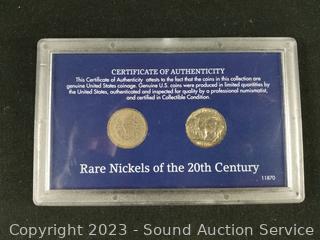 CERTIFICATE OF AUTHENTICITY
This Certificate of Authenticity attests to the fact that the coins in this collection are
genuine United States coinage. Genuine U.S. coins were produced in limited quantities by
the United States, authenticated and inspected for quality by a professional numismatist,
and certified in Collectible Condition.
Rare Nickels of the 20th Century
11870
Copyright 2023 - Sound Auction Service